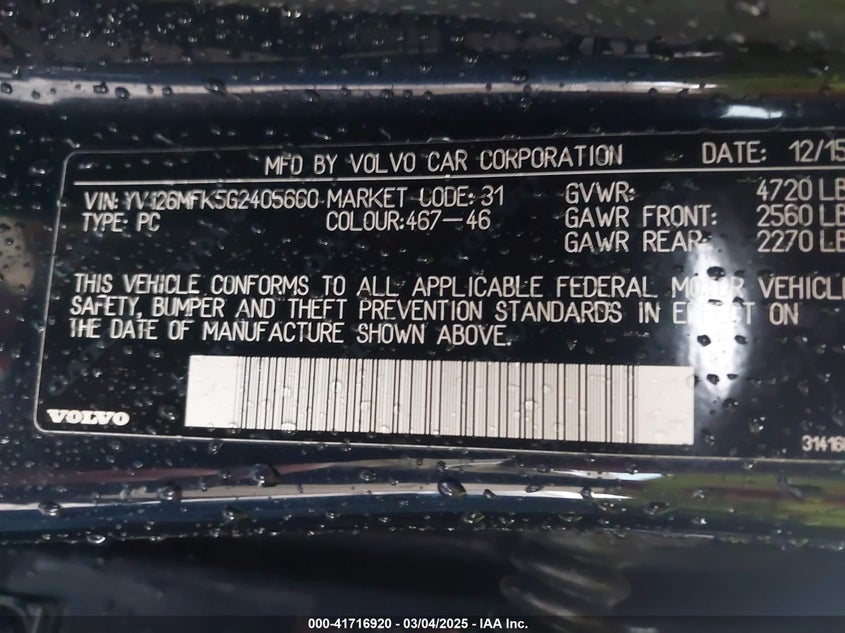 MFD BY VOLVO CAR CORPORATION DATE: 12/15
VIN: YV126MFK5G2405660 MARKET CODE: 31 GVWR: 4720 LB
TYPE: PC COLOUR: 467-46 GAWR FRONT: 2560 LB
GAWR REAR: 2270 LB
THIS VEHICLE CONFORMS TO ALL APPLICABLE FEDERAL MOTOR VEHICLE
SAFETY, BUMPER AND THEFT PREVENTION STANDARDS IN EFFECT ON
THE DATE OF MANUFACTURE SHOWN ABOVE.
VOLVO
314160
000-41716920 - 03/04/2025 - IAA Inc.